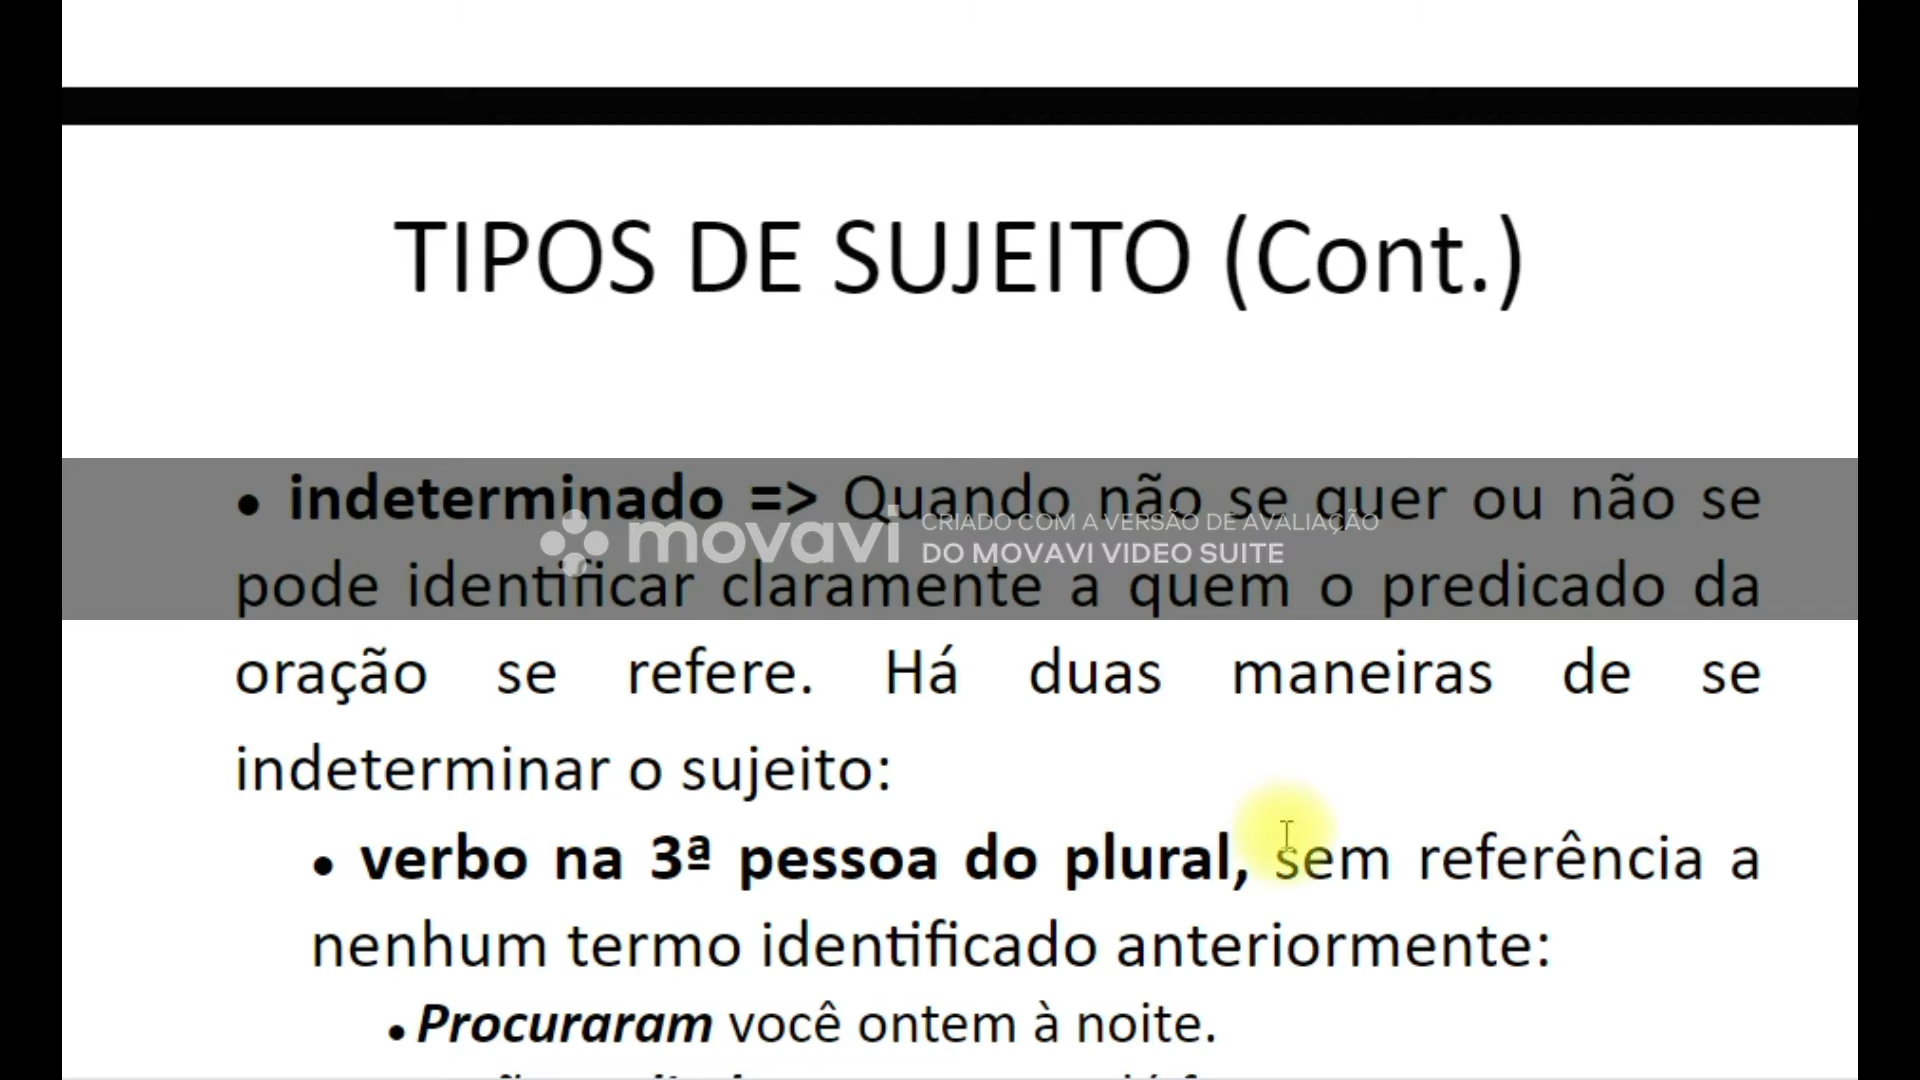 TIPOS DE SUJEITO (Cont.)
• indeterminado => Quando não se quer ou não se
movavi CRIADO COM A VERSÃO DE AVALIAÇÃO
DO MOVAVI VIDEO SUITE
pode identificar claramente a quem o predicado da
oração se refere. Há duas maneiras de se
indeterminar o sujeito:
• verbo na 3ª pessoa do plural, sem referência a
nenhum termo identificado anteriormente:
• Procuraram você ontem à noite.